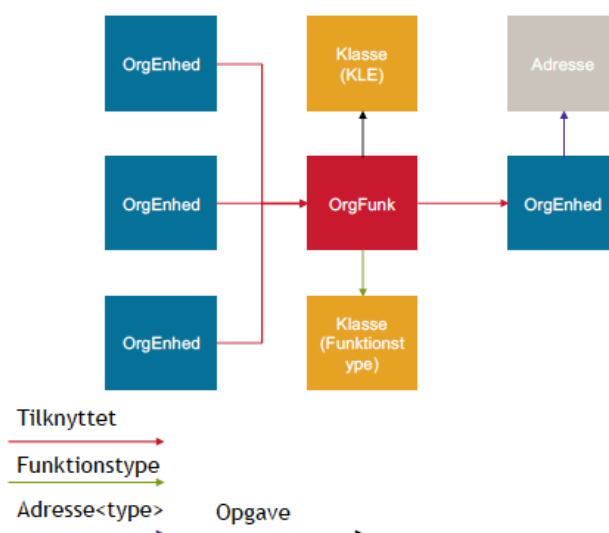 OrgEnhed
Klasse
(KLE)
Adresse
OrgEnhed
OrgFunk
OrgEnhed
OrgEnhed
Klasse
(Funktionst
ype)
Tilknyttet
Funktionstype
Adresse<type>
Opgave